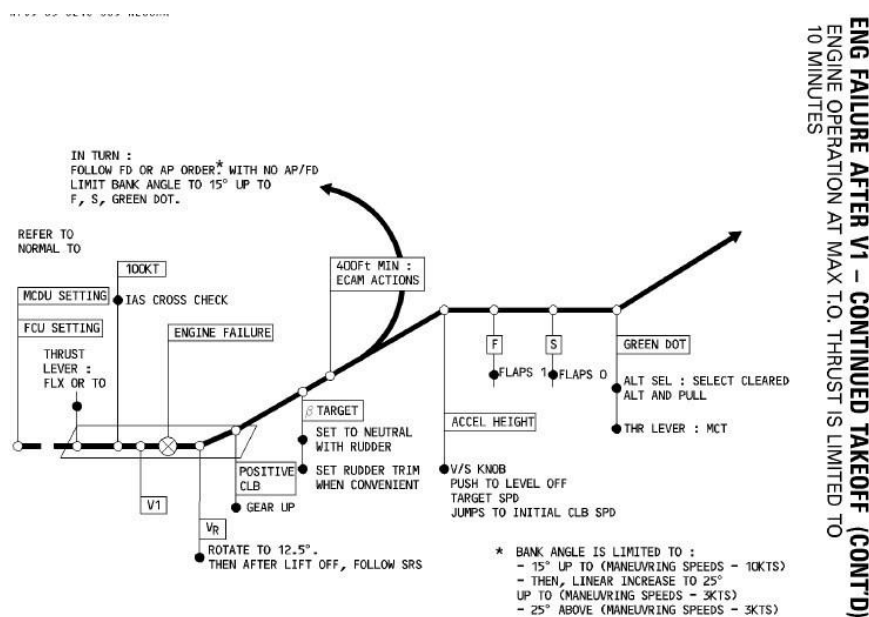 ENG FAILURE AFTER V1 – CONTINUED TAKEOFF (CONT'D)
ENGINE OPERATION AT MAX T.O. THRUST IS LIMITED TO
10 MINUTES
IN TURN :
FOLLOW FD OR AP ORDER.* WITH NO AP/FD
LIMIT BANK ANGLE TO 15° UP TO
F, S, GREEN DOT.
REFER TO
NORMAL TO
MCDU SETTING
FCU SETTING
THRUST
LEVER :
FLX OR TO
100KT
IAS CROSS CHECK
ENGINE FAILURE
V1
VR
ROTATE TO 12.5°.
THEN AFTER LIFT OFF, FOLLOW SRS
POSITIVE
CLB
GEAR UP
β TARGET
SET TO NEUTRAL
WITH RUDDER
SET RUDDER TRIM
WHEN CONVENIENT
400Ft MIN :
ECAM ACTIONS
ACCEL HEIGHT
V/S KNOB
PUSH TO LEVEL OFF
TARGET SPD
JUMPS TO INITIAL CLB SPD
F
FLAPS 1
S
FLAPS 0
GREEN DOT
ALT SEL : SELECT CLEARED
ALT AND PULL
THR LEVER : MCT
* BANK ANGLE IS LIMITED TO :
- 15° UP TO (MANEUVRING SPEEDS - 10KTS)
- THEN, LINEAR INCREASE TO 25°
UP TO (MANEUVRING SPEEDS - 3KTS)
- 25° ABOVE (MANEUVRING SPEEDS - 3KTS)